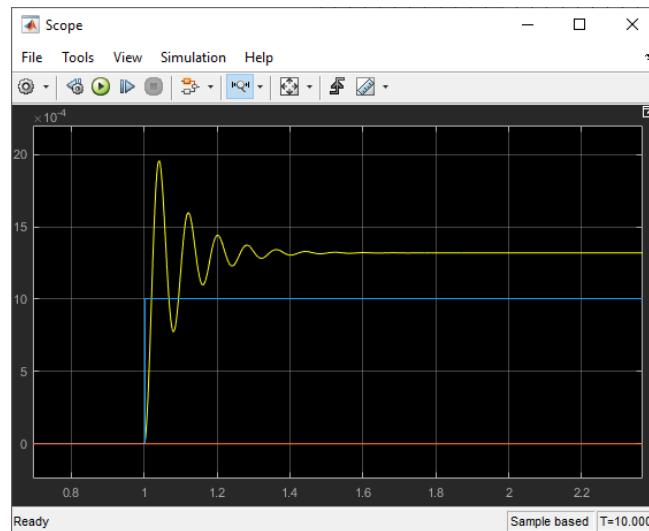 Scope
File Tools View Simulation Help
×10⁻⁴
20
15
10
5
0
0.8 1 1.2 1.4 1.6 1.8 2 2.2
Ready Sample based T=10.000